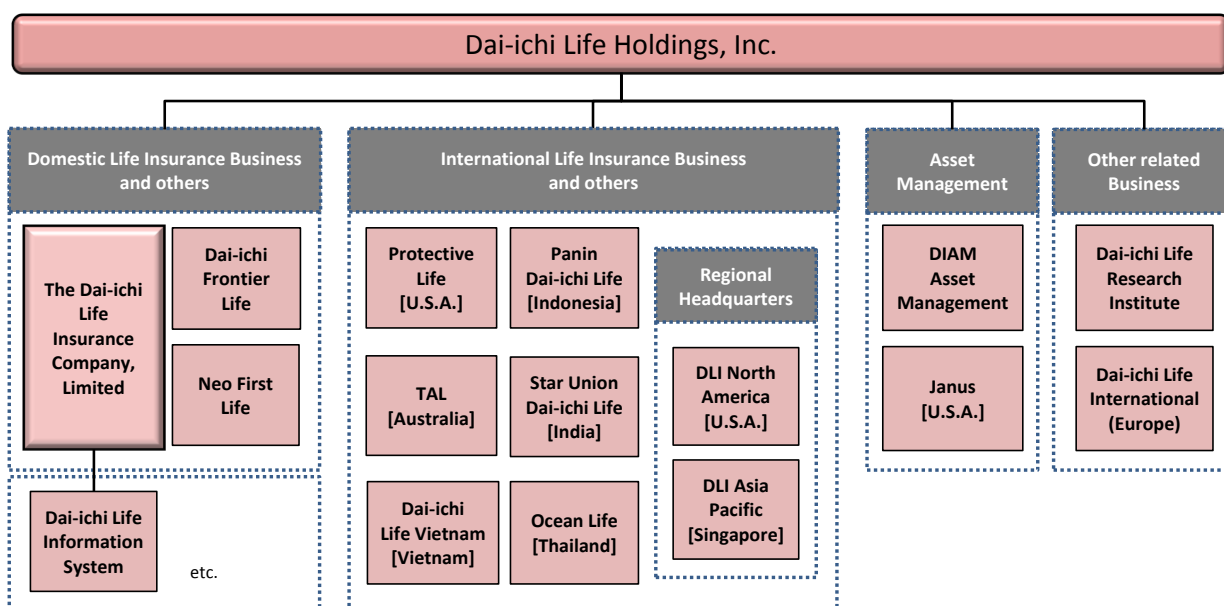 Dai-ichi Life Holdings, Inc.
Domestic Life Insurance Business
and others
The Dai-ichi
Life
Insurance
Company,
Limited
Dai-ichi
Frontier
Life
Neo First
Life
Dai-ichi Life
Information
System
etc.
International Life Insurance Business
and others
Protective
Life
[U.S.A.]
Panin
Dai-ichi Life
[Indonesia]
TAL
[Australia]
Star Union
Dai-ichi Life
[India]
Dai-ichi
Life Vietnam
[Vietnam]
Ocean Life
[Thailand]
Regional
Headquarters
DLI North
America
[U.S.A.]
DLI Asia
Pacific
[Singapore]
Asset
Management
DIAM
Asset
Management
Janus
[U.S.A.]
Other related
Business
Dai-ichi Life
Research
Institute
Dai-ichi Life
International
(Europe)